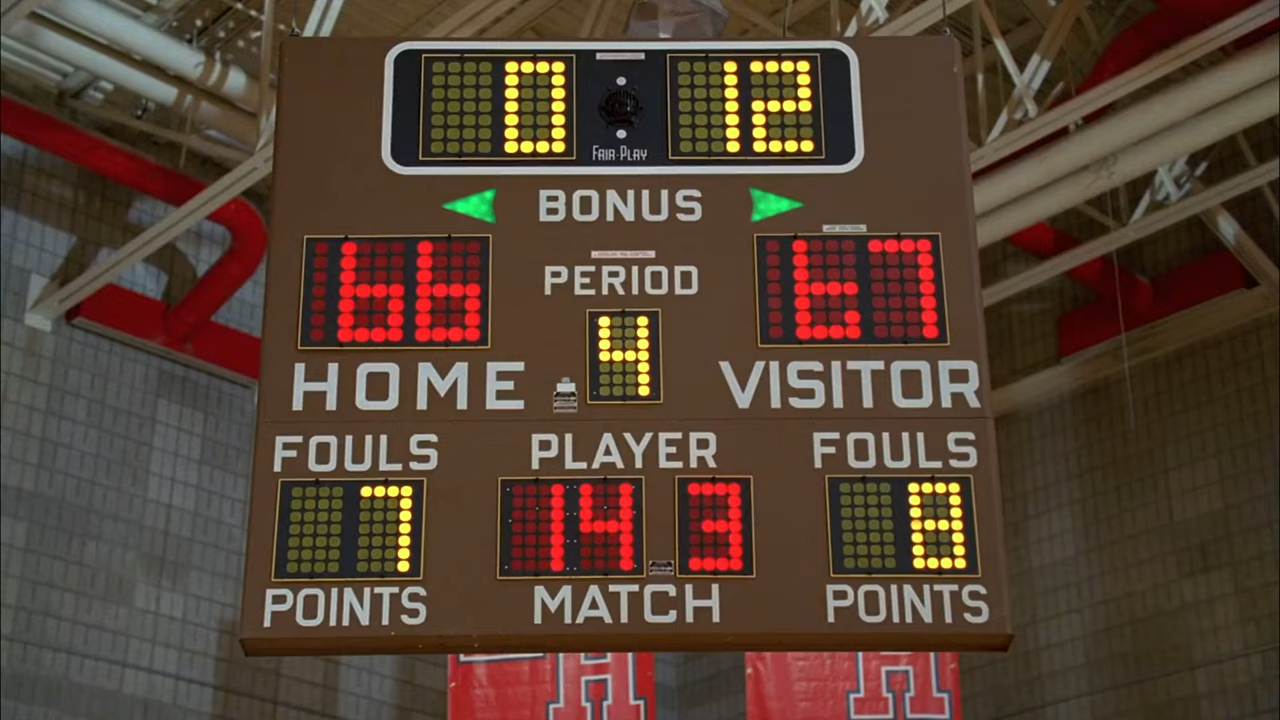 0 12
FAIR-PLAY
BONUS
66 67
PERIOD
4
HOME VISITOR
FOULS PLAYER FOULS
7 14 3 8
POINTS MATCH POINTS